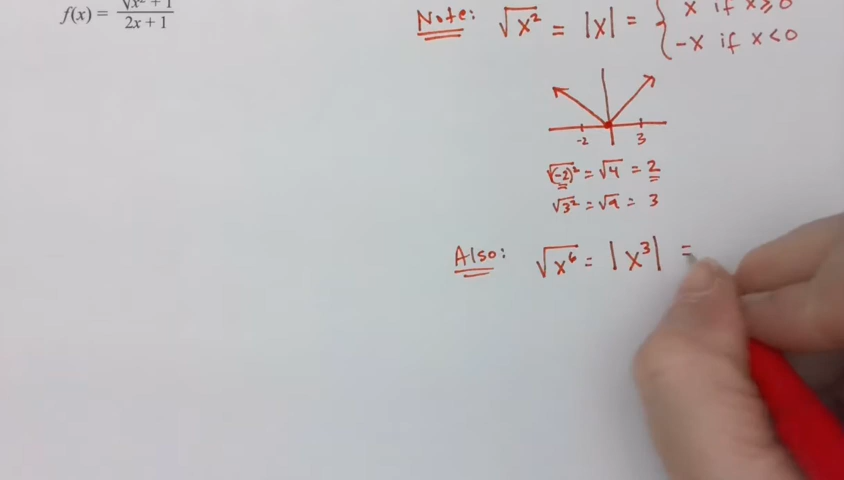 f(x) = √x² + 1 / 2x + 1
Note: √x² = |x| = { x if x ≥ 0
-x if x < 0
-2 3
√(-2)² = √4 = 2
√3² = √9 = 3
Also: √x⁶ = |x³| =